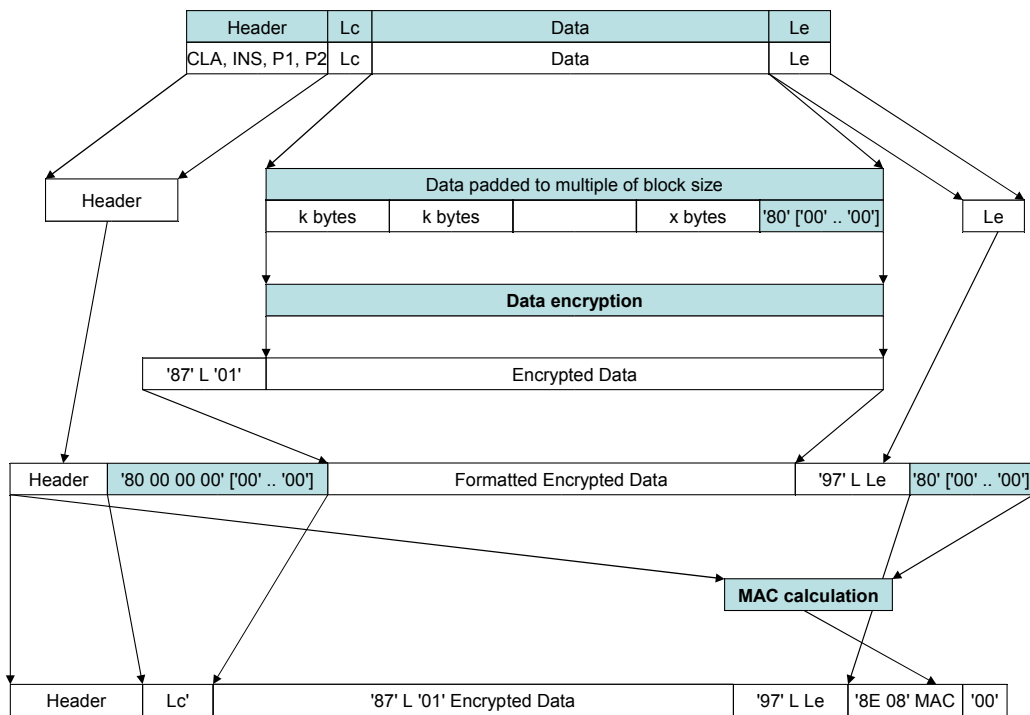 Header Lc Data Le
CLA, INS, P1, P2 Lc Data Le
Data padded to multiple of block size
Header
k bytes k bytes x bytes '80' ['00' .. '00']
Le
Data encryption
'87' L '01' Encrypted Data
Header '80 00 00 00' ['00' .. '00'] Formatted Encrypted Data '97' L Le '80' ['00' .. '00']
MAC calculation
Header Lc' '87' L '01' Encrypted Data '97' L Le '8E 08' MAC '00'